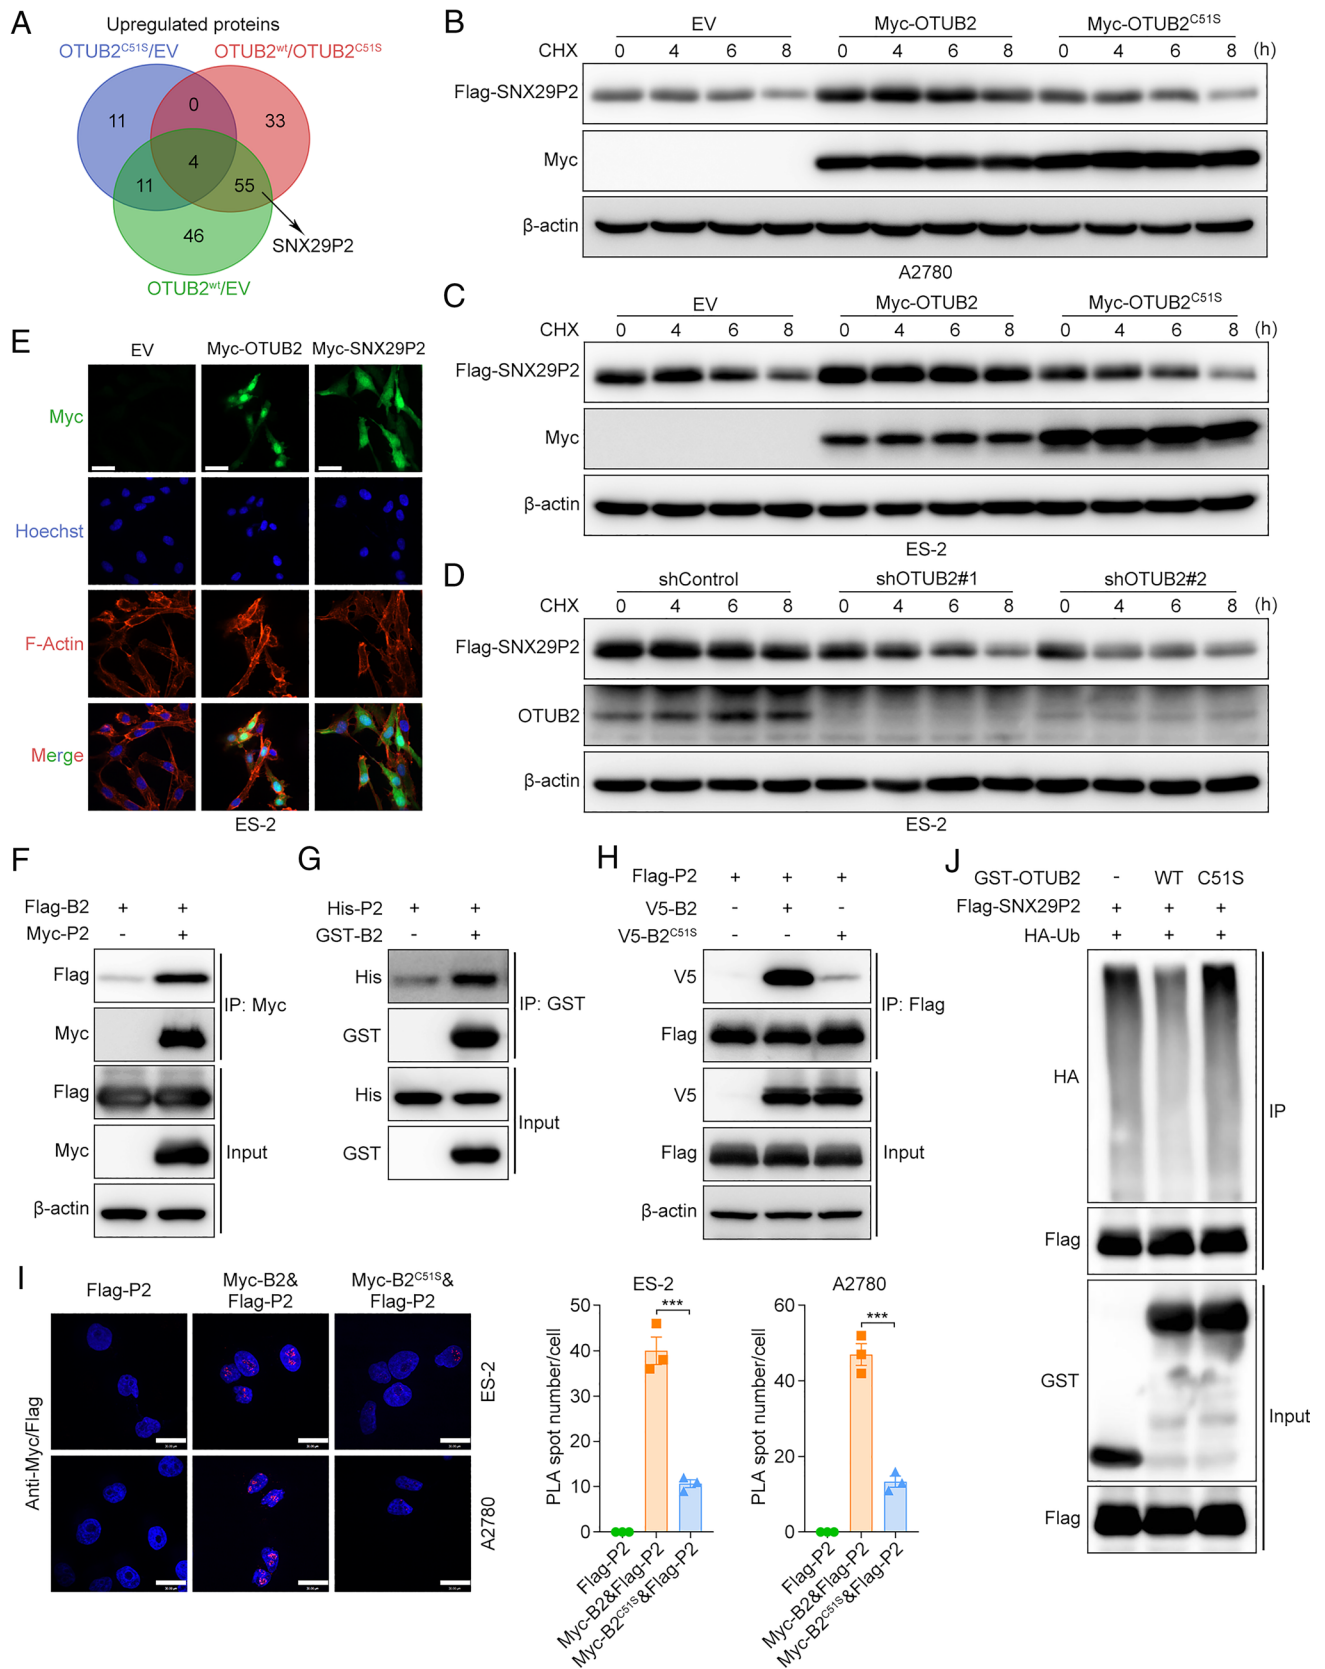 A
Upregulated proteins
OTUB2C51S/EV
OTUB2wt/OTUB2C51S
11
0
33
4
11
55
46
SNX29P2
OTUB2wt/EV
B
EV
Myc-OTUB2
Myc-OTUB2C51S
CHX
0 4 6 8 0 4 6 8 0 4 6 8 (h)
Flag-SNX29P2
Myc
β-actin
A2780
C
EV
Myc-OTUB2
Myc-OTUB2C51S
CHX
0 4 6 8 0 4 6 8 0 4 6 8 (h)
Flag-SNX29P2
Myc
β-actin
ES-2
D
shControl
shOTUB2#1
shOTUB2#2
CHX
0 4 6 8 0 4 6 8 0 4 6 8 (h)
Flag-SNX29P2
OTUB2
β-actin
ES-2
E
EV
Myc-OTUB2
Myc-SNX29P2
Myc
Hoechst
F-Actin
Merge
ES-2
F
Flag-B2 + +
Myc-P2 - +
Flag
Myc
IP: Myc
Flag
Myc
β-actin
Input
G
His-P2 + +
GST-B2 - +
His
GST
IP: GST
His
GST
Input
H
Flag-P2 + + +
V5-B2 - + -
V5-B2C51S - - +
V5
Flag
IP: Flag
V5
Flag
β-actin
Input
I
Flag-P2
Myc-B2&
Flag-P2
Myc-B2C51S&
Flag-P2
Anti-Myc/Flag
ES-2
A2780
ES-2
PLA spot number/cell
50
40
30
20
10
0
***
Flag-P2
Myc-B2&Flag-P2
Myc-B2C51S&Flag-P2
A2780
PLA spot number/cell
60
40
20
0
***
Flag-P2
Myc-B2&Flag-P2
Myc-B2C51S&Flag-P2
J
GST-OTUB2 - WT C51S
Flag-SNX29P2 + + +
HA-Ub + + +
HA
Flag
IP
GST
Flag
Input